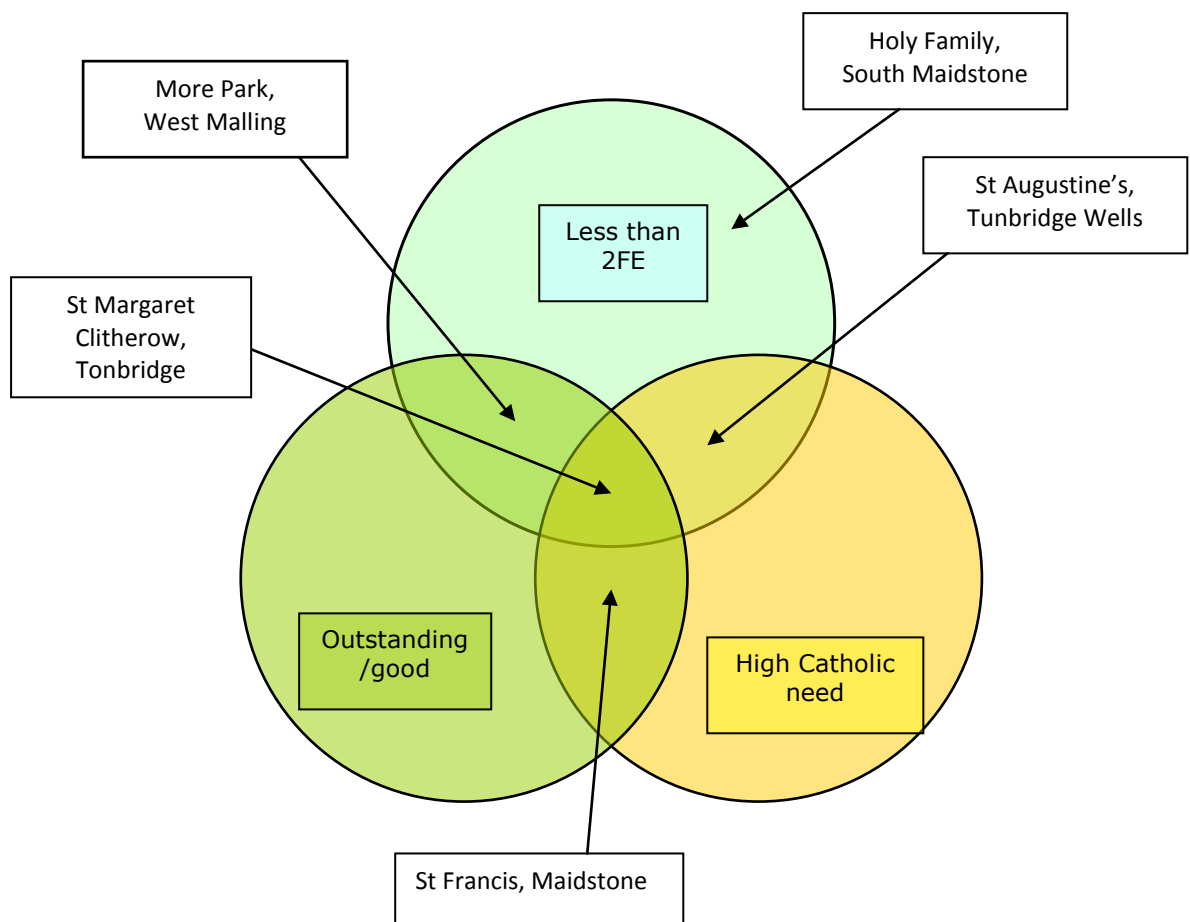 Holy Family,
South Maidstone
More Park,
West Malling
St Augustine’s,
Tunbridge Wells
Less than
2FE
St Margaret
Clitherow,
Tonbridge
Outstanding
/good
High Catholic
need
St Francis, Maidstone